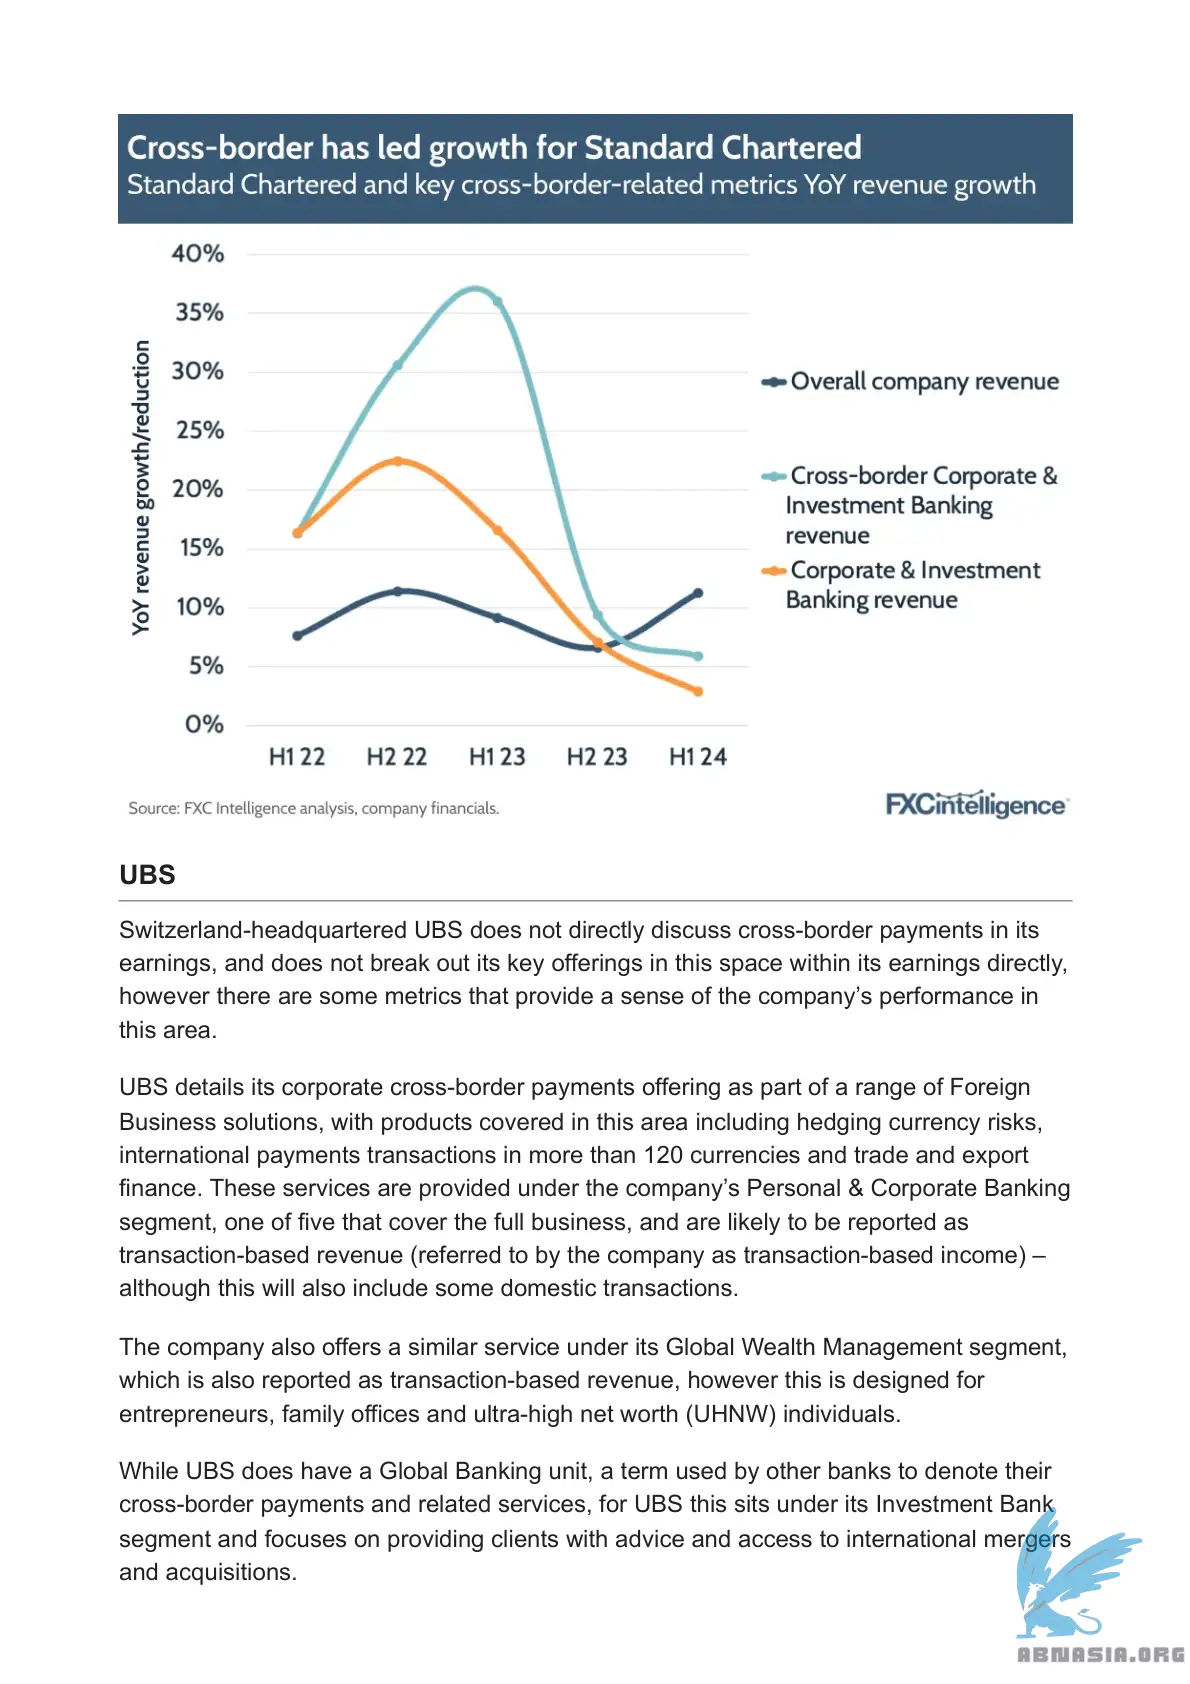 Cross-border has led growth for Standard Chartered
Standard Chartered and key cross-border-related metrics YoY revenue growth
YoY revenue growth/reduction
40%
35%
30%
25%
20%
15%
10%
5%
0%
H1 22 H2 22 H1 23 H2 23 H1 24
Overall company revenue
Cross-border Corporate &
Investment Banking
revenue
Corporate & Investment
Banking revenue
Source: FXC Intelligence analysis, company financials.
FXCintelligence™
UBS
Switzerland-headquartered UBS does not directly discuss cross-border payments in its
earnings, and does not break out its key offerings in this space within its earnings directly,
however there are some metrics that provide a sense of the company’s performance in
this area.
UBS details its corporate cross-border payments offering as part of a range of Foreign
Business solutions, with products covered in this area including hedging currency risks,
international payments transactions in more than 120 currencies and trade and export
finance. These services are provided under the company’s Personal & Corporate Banking
segment, one of five that cover the full business, and are likely to be reported as
transaction-based revenue (referred to by the company as transaction-based income) –
although this will also include some domestic transactions.
The company also offers a similar service under its Global Wealth Management segment,
which is also reported as transaction-based revenue, however this is designed for
entrepreneurs, family offices and ultra-high net worth (UHNW) individuals.
While UBS does have a Global Banking unit, a term used by other banks to denote their
cross-border payments and related services, for UBS this sits under its Investment Bank
segment and focuses on providing clients with advice and access to international mergers
and acquisitions.
ABNASIA.ORG